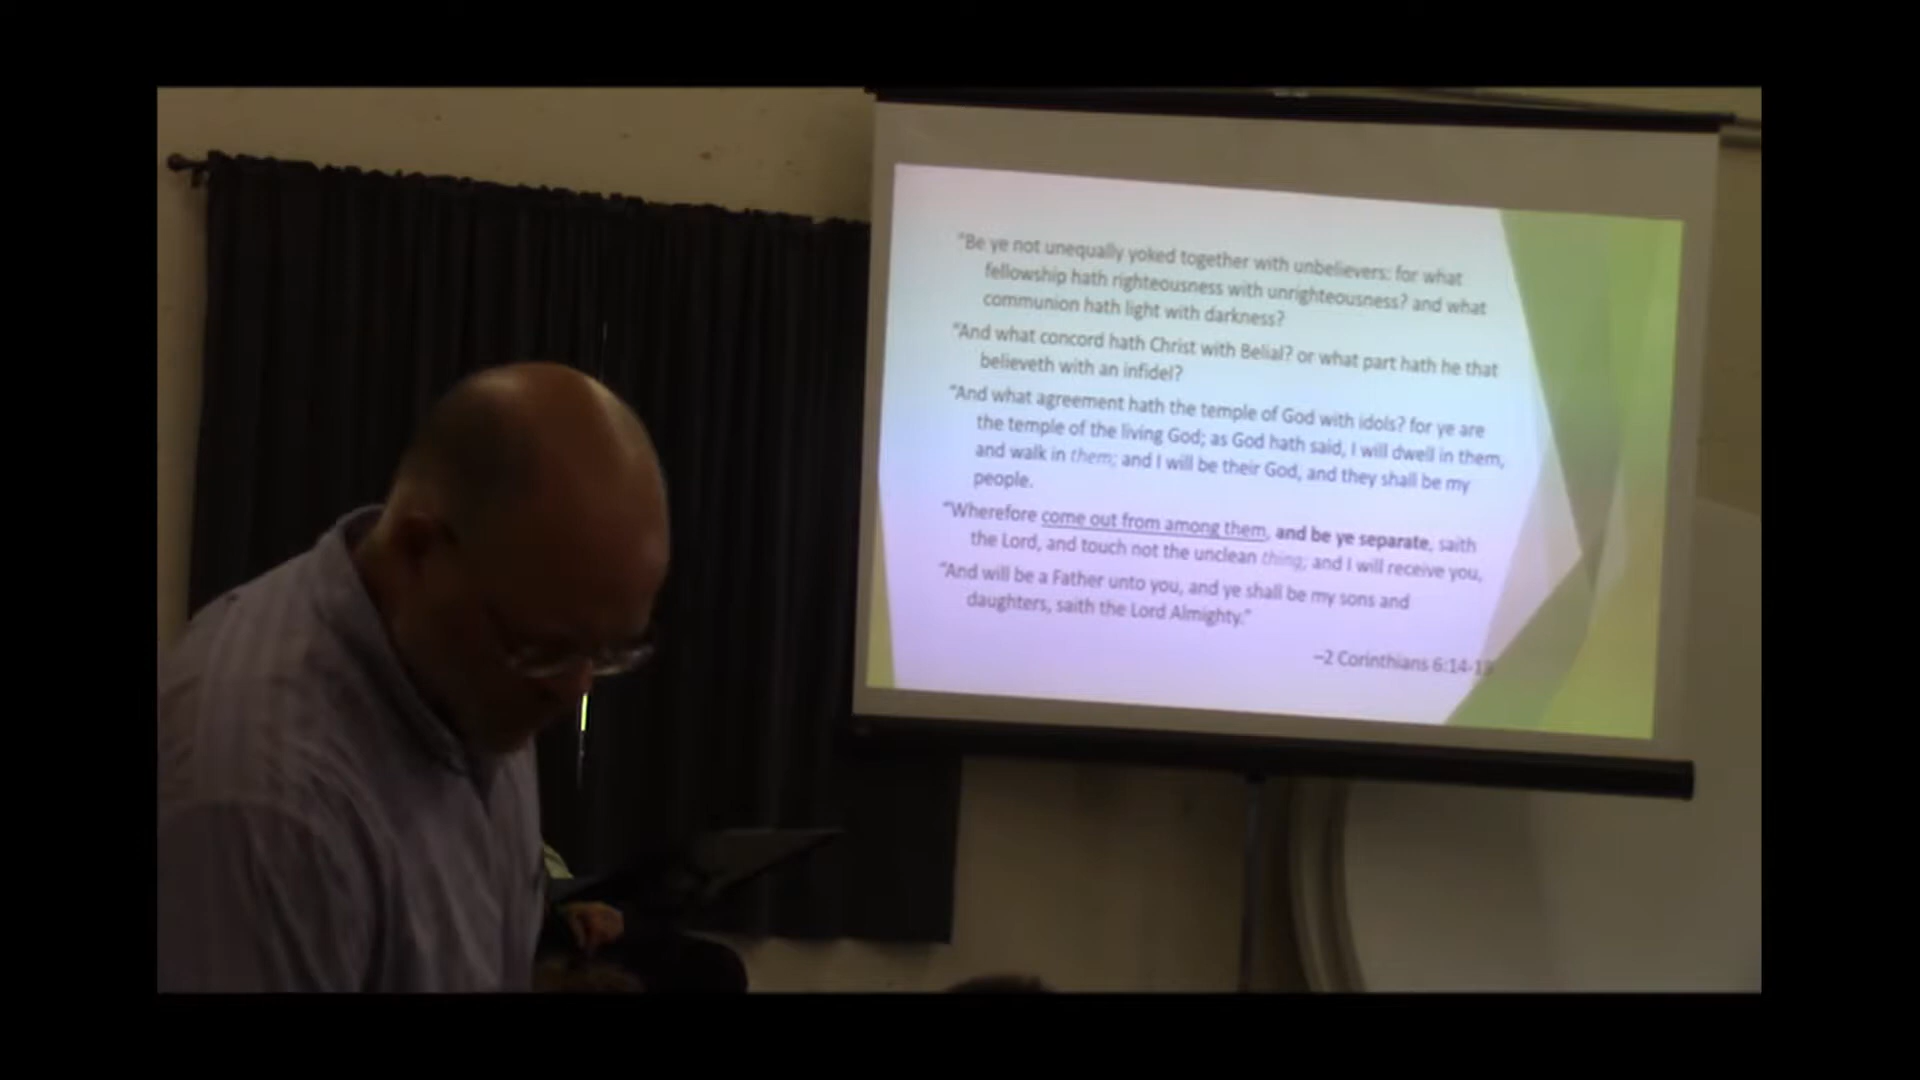 "Be ye not unequally yoked together with unbelievers: for what
fellowship hath righteousness with unrighteousness? and what
communion hath light with darkness?
"And what concord hath Christ with Belial? or what part hath he that
believeth with an infidel?
"And what agreement hath the temple of God with idols? for ye are
the temple of the living God; as God hath said, I will dwell in them,
and walk in them; and I will be their God, and they shall be my
people.
"Wherefore come out from among them, and be ye separate, saith
the Lord, and touch not the unclean thing; and I will receive you,
"And will be a Father unto you, and ye shall be my sons and
daughters, saith the Lord Almighty."
–2 Corinthians 6:14-18